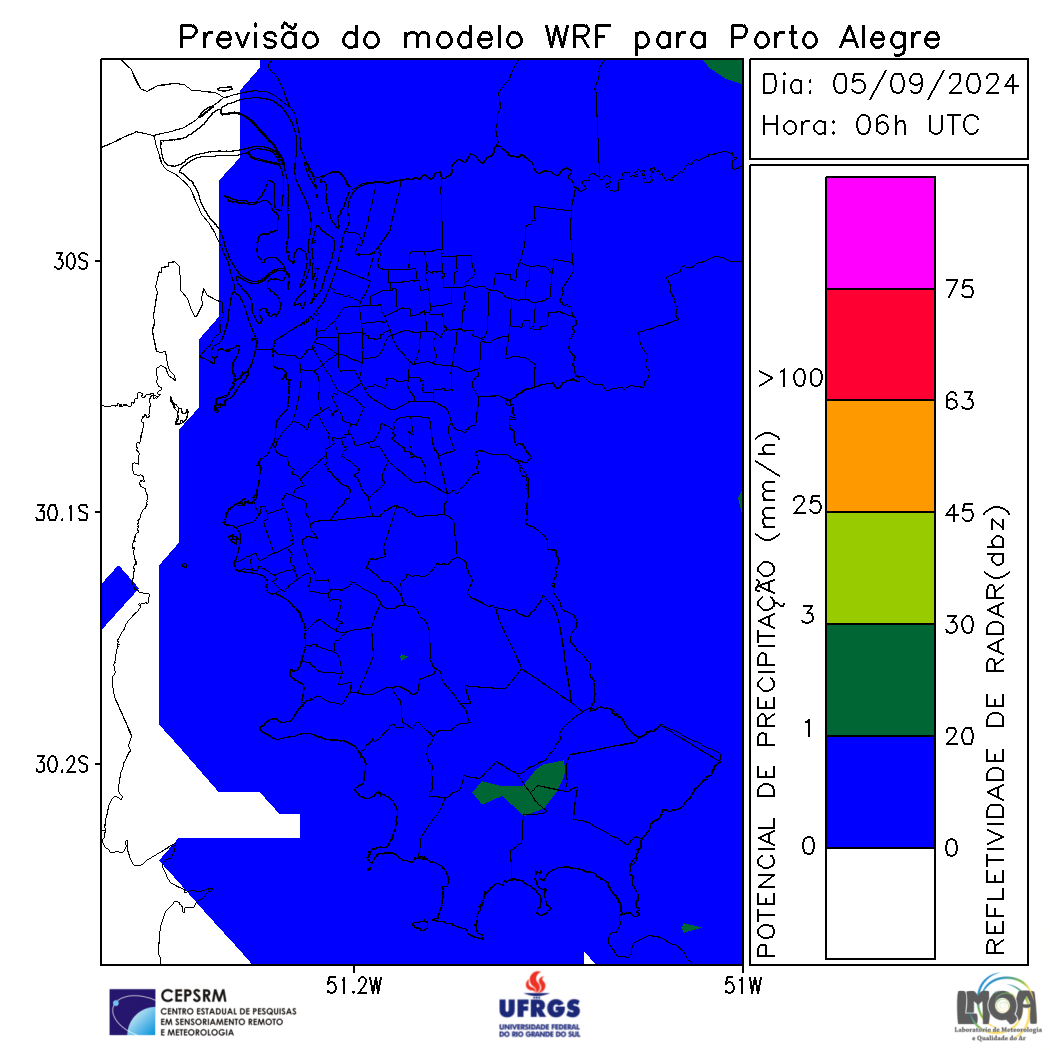 Previsão do modelo WRF para Porto Alegre
Dia: 05/09/2024
Hora: 06h UTC
30S
30.1S
30.2S
51.2W
51W
POTENCIAL DE PRECIPITAÇÃO (mm/h)
>100
25
3
1
0
75
63
45
30
20
0
REFLETIVIDADE DE RADAR(dbz)
CEPSRM
CENTRO ESTADUAL DE PESQUISAS
EM SENSORIAMENTO REMOTO
E METEOROLOGIA
UFRGS
UNIVERSIDADE FEDERAL
DO RIO GRANDE DO SUL
LMQA
Laboratório de Meteorologia
e Qualidade do Ar